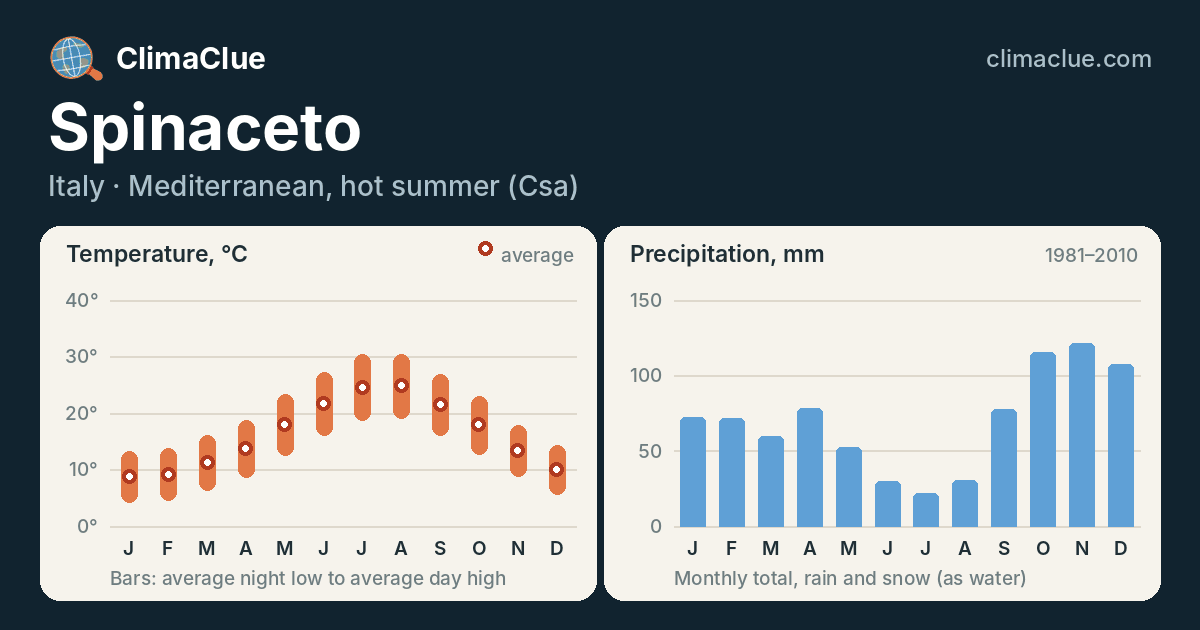 ClimaClue
climaclue.com
Spinaceto
Italy · Mediterranean, hot summer (Csa)
Temperature, °C
average
40°
30°
20°
10°
0°
J F M A M J J A S O N D
Bars: average night low to average day high
Precipitation, mm
1981–2010
150
100
50
0
J F M A M J J A S O N D
Monthly total, rain and snow (as water)